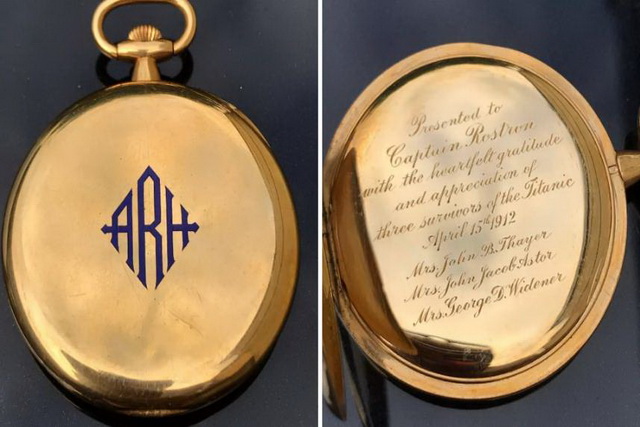 ARH
Presented to
Captain Rostron
with the heartfelt gratitude
and appreciation of
three survivors of the Titanic
April 15th 1912
Mrs. John B. Thayer
Mrs. John Jacob Astor
Mrs. George D. Widener